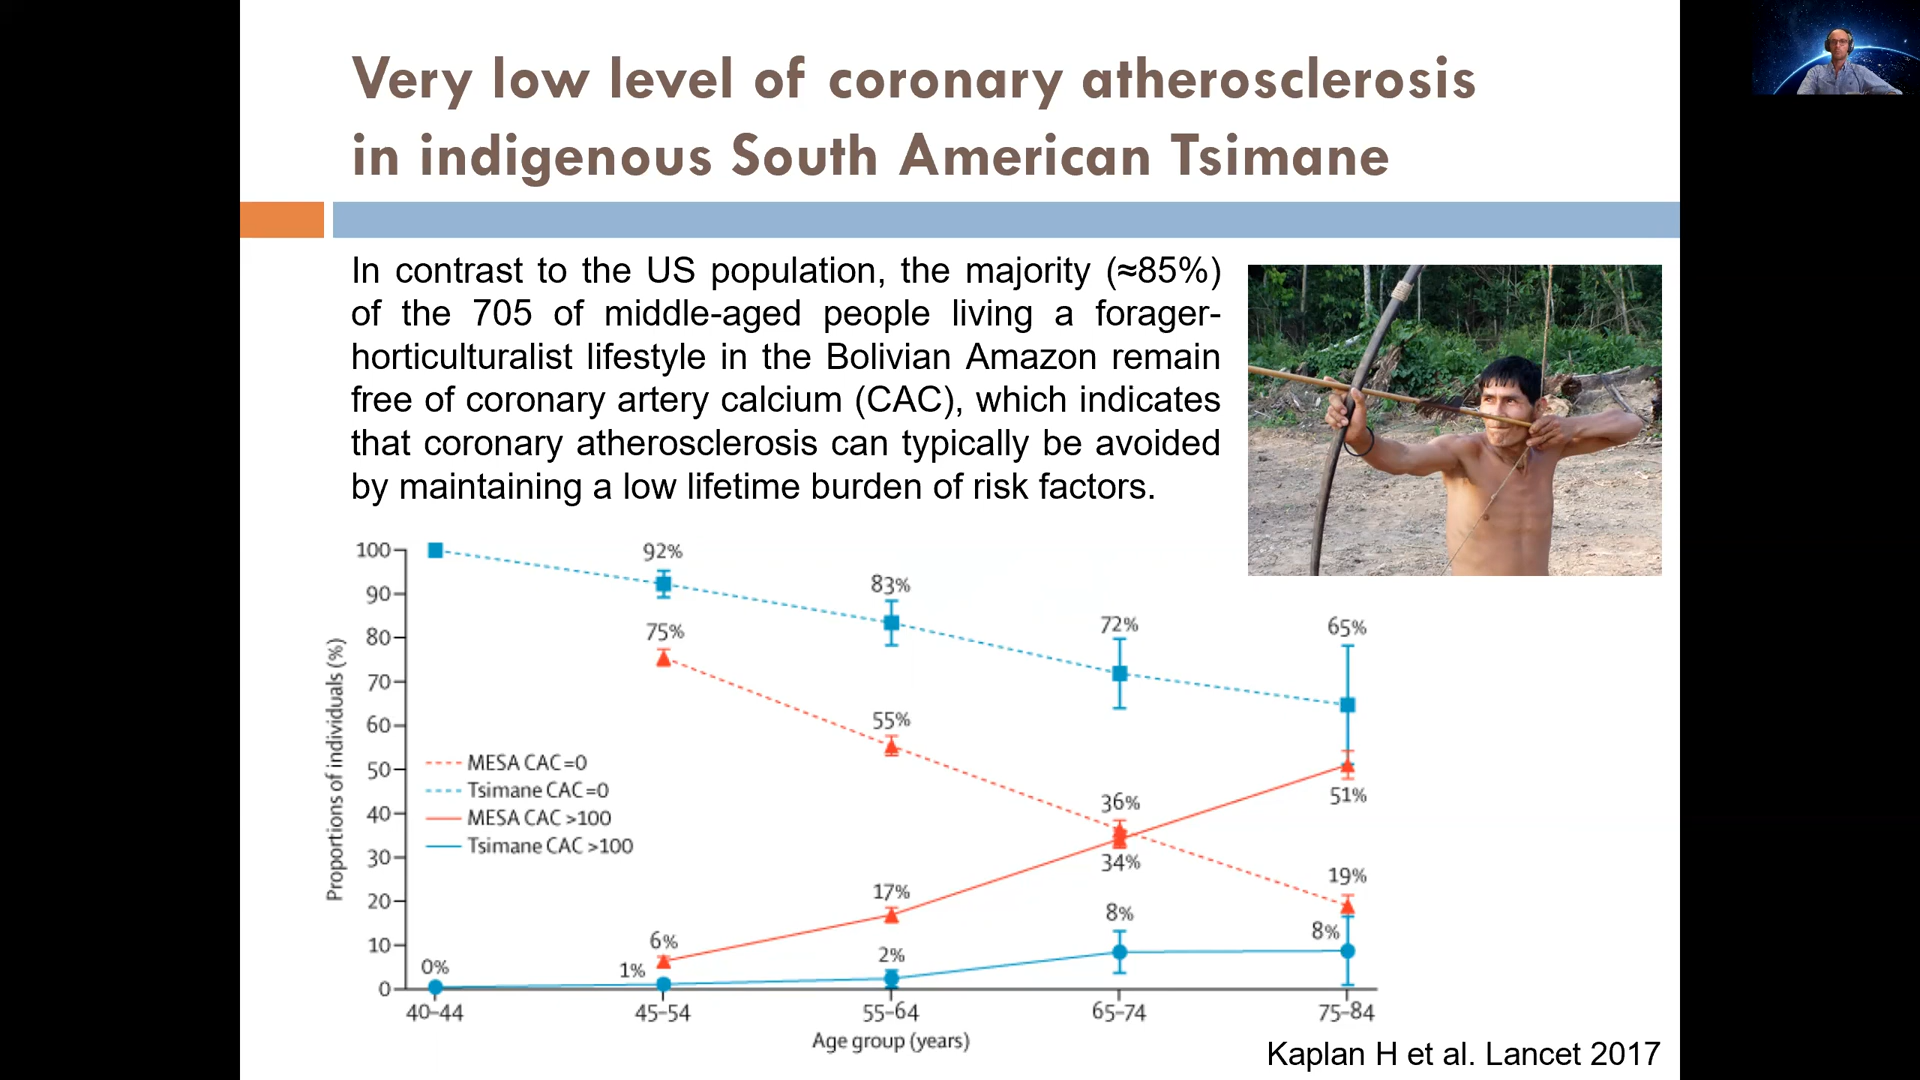 Very low level of coronary atherosclerosis
in indigenous South American Tsimane
In contrast to the US population, the majority (≈85%)
of the 705 of middle-aged people living a forager-
horticulturalist lifestyle in the Bolivian Amazon remain
free of coronary artery calcium (CAC), which indicates
that coronary atherosclerosis can typically be avoided
by maintaining a low lifetime burden of risk factors.
Proportions of individuals (%)
100
90
80
70
60
50
40
30
20
10
0
92%
83%
72%
65%
75%
55%
36%
19%
6%
17%
34%
51%
0%
1%
2%
8%
8%
MESA CAC=0
Tsimane CAC=0
MESA CAC >100
Tsimane CAC >100
40–44
45–54
55–64
65–74
75–84
Age group (years)
Kaplan H et al. Lancet 2017